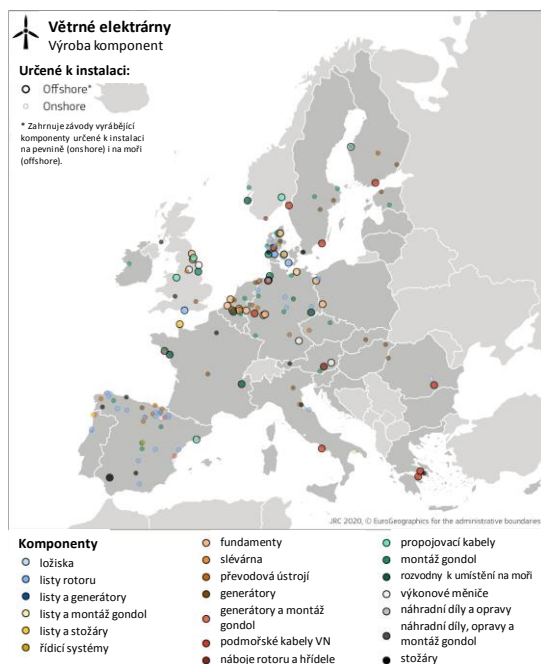 Větrné elektrárny
Výroba komponent
Určené k instalaci:
Offshore*
Onshore
* Zahrnuje závody vyrábějící
komponenty určené k instalaci
na pevnině (onshore) i na moři
(offshore).
JRC 2020, © EuroGeographics for the administrative boundaries
Komponenty
ložiska
listy rotoru
listy a generátory
listy a montáž gondol
listy a stožáry
řídicí systémy
fundamenty
slévárna
převodová ústrojí
generátory
generátory a montáž
gondol
podmořské kabely VN
náboje rotoru a hřídele
propojovací kabely
montáž gondol
rozvodny k umístění na moři
výkonové měniče
náhradní díly a opravy
náhradní díly, opravy a
montáž gondol
stožáry